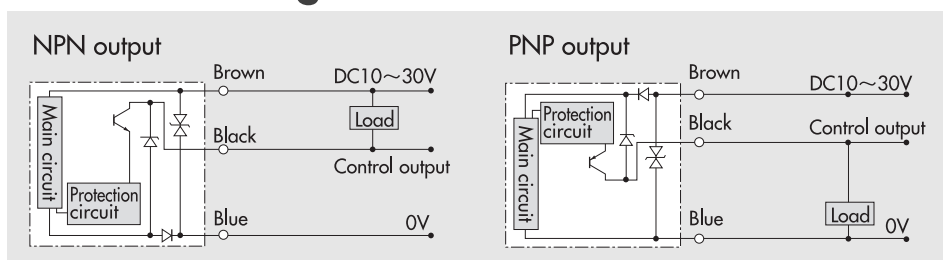 NPN output
Brown
DC10～30V
Main circuit
Load
Black
Control output
Protection
circuit
Blue
0V
PNP output
Brown
DC10～30V
Protection
circuit
Main circuit
Black
Control output
Blue
Load
0V